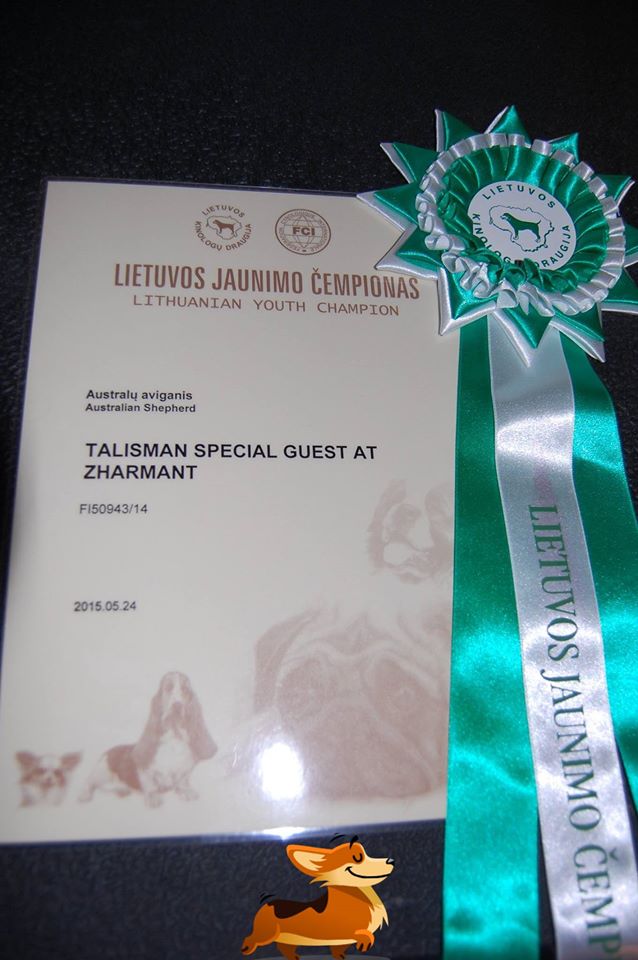 LIETUVOS
KINOLOGŲ DRAUGIJA
FCI
LIETUVOS JAUNIMO ČEMPIONAS
LITHUANIAN YOUTH CHAMPION
Australų aviganis
Australian Shepherd
TALISMAN SPECIAL GUEST AT
ZHARMANT
FI50943/14
2015.05.24
LIETUVOS
KINOLOGŲ DRAUGIJA
LIETUVOS JAUNIMO ČEMP